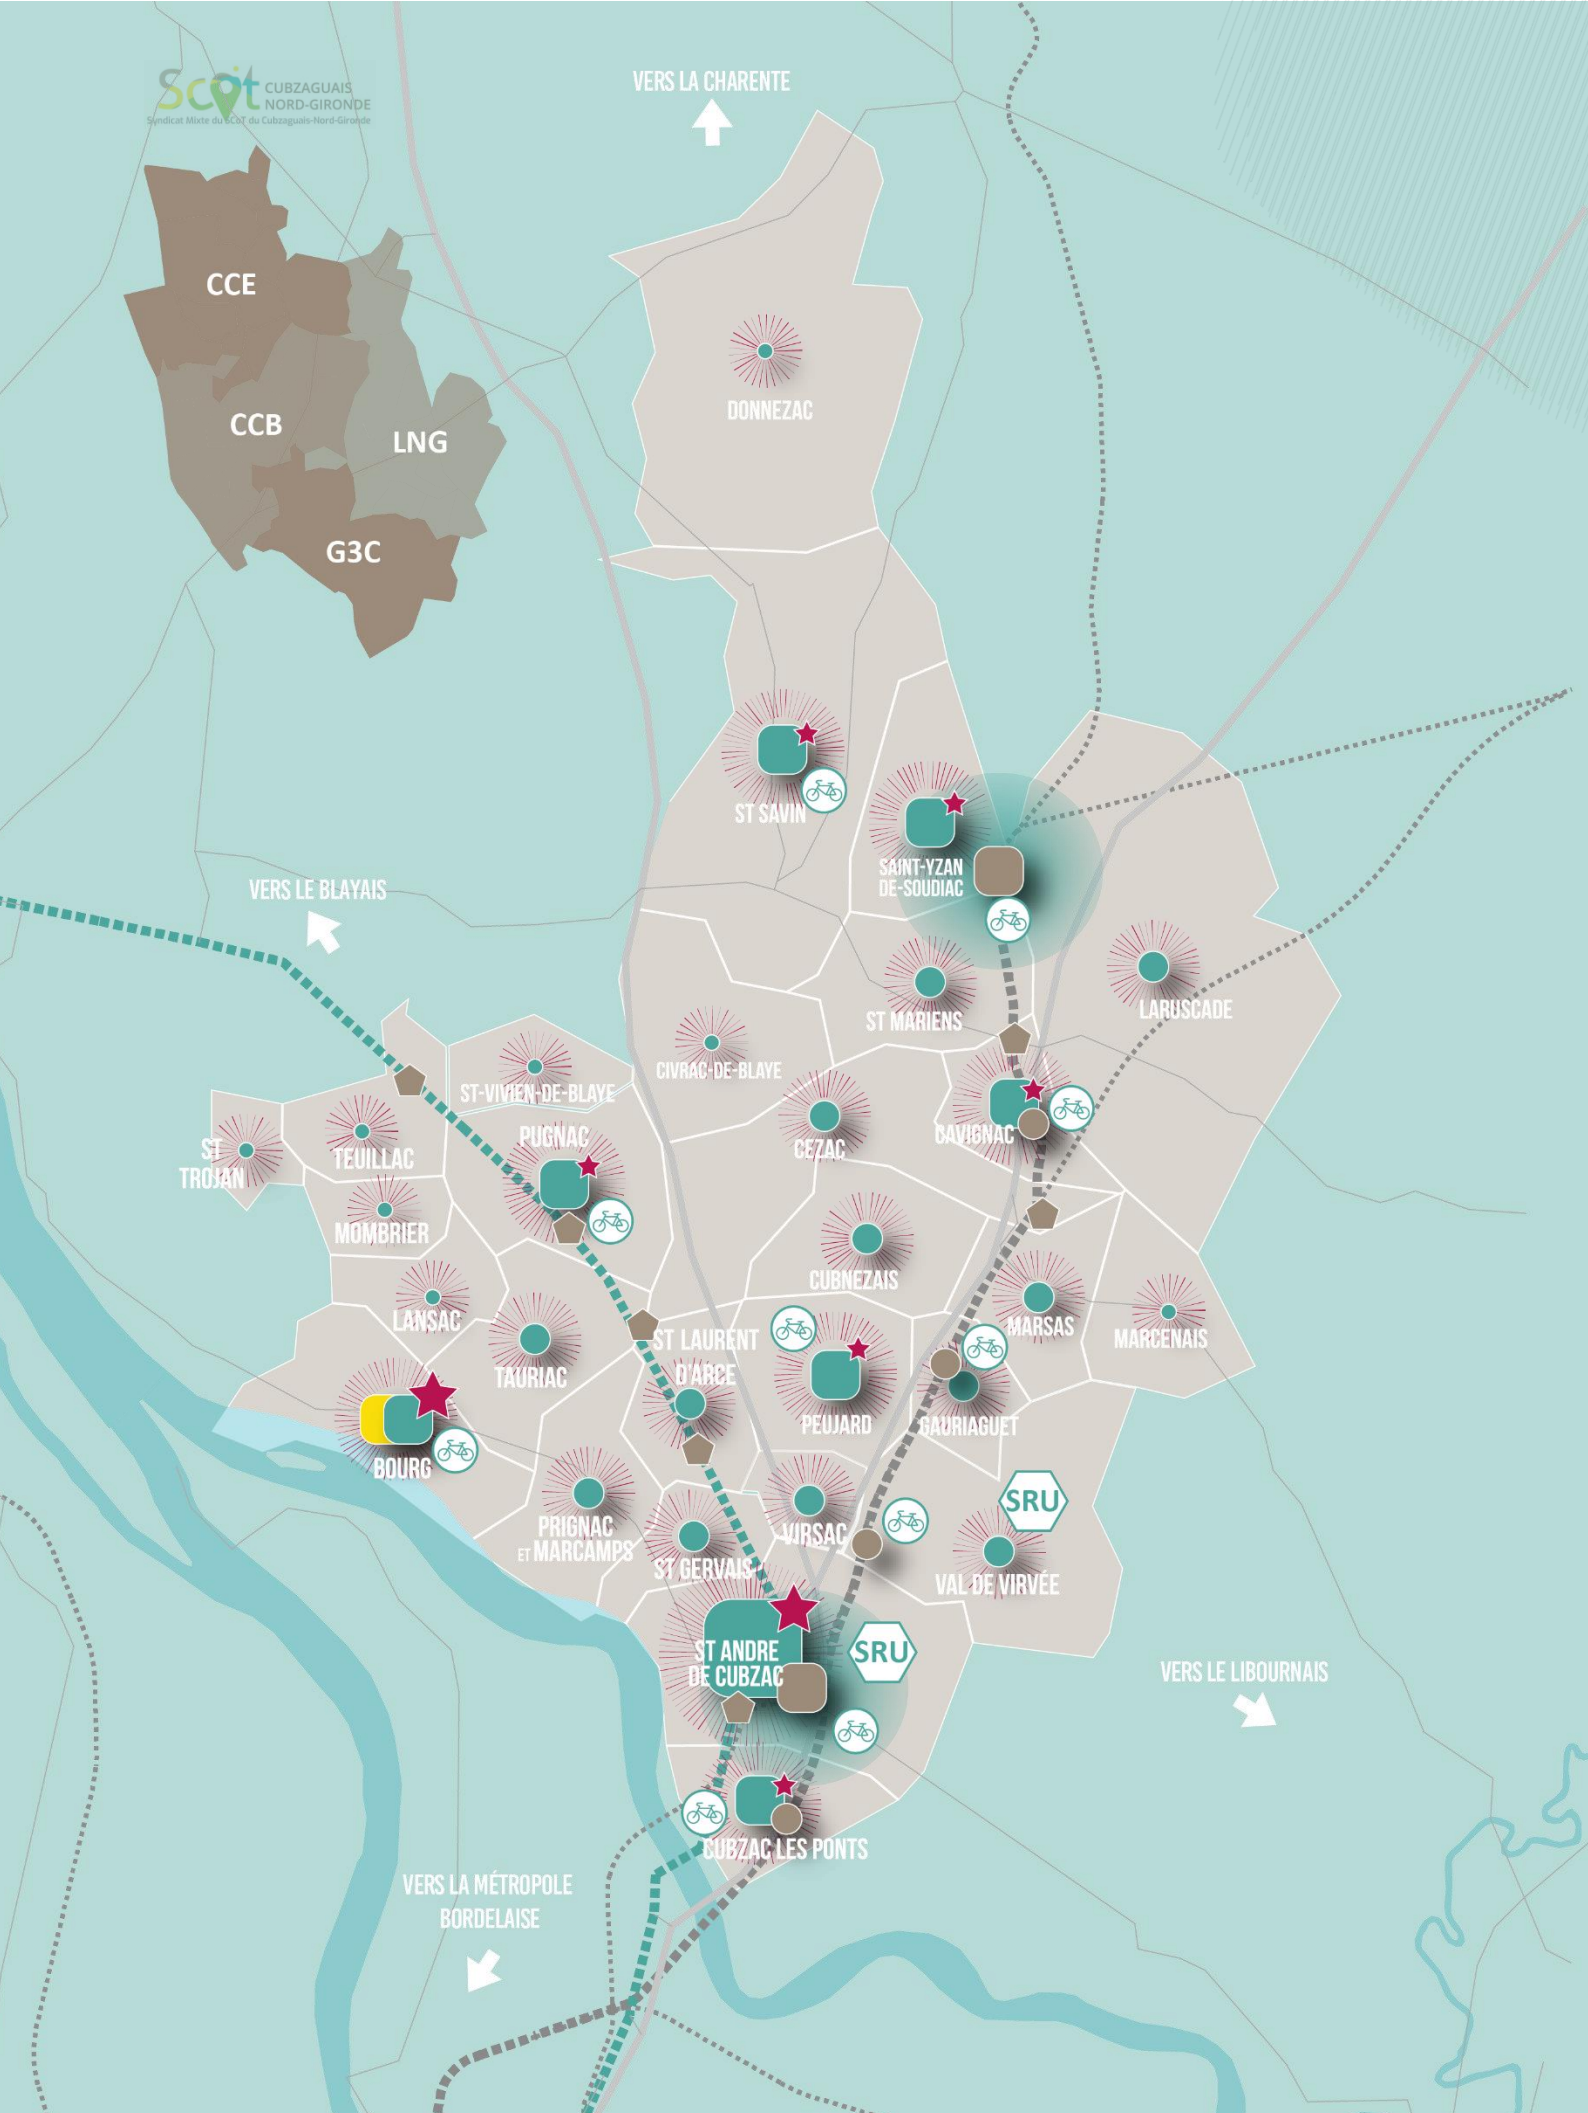 Scot
CUBZAGUAIS
NORD-GIRONDE
Syndicat Mixte du SCoT du Cubzaguais-Nord-Gironde
VERS LA CHARENTE
CCE
CCB
LNG
G3C
DONNEZAC
ST SAVIN
SAINT-YZAN
DE-SOUDIAC
VERS LE BLAYAIS
LARUSCADE
ST MARIENS
CIVRAC-DE-BLAYE
ST-VIVIEN-DE-BLAYE
PUGNAC
CAVIGNAC
CEZAC
ST
TROJAN
TEUILLAC
MOMBRIER
CUBNEZAIS
LANSAC
MARSAS
MARCENAIS
ST LAURENT
D'ARCE
TAURIAC
PEUJARD
GAURIAGUET
BOURG
SRU
PRIGNAC
ET MARCAMPS
VIRSAC
ST GERVAIS
VAL DE VIRVÉE
ST ANDRE
DE CUBZAC
SRU
VERS LE LIBOURNAIS
CUBZAC LES PONTS
VERS LA MÉTROPOLE
BORDELAISE